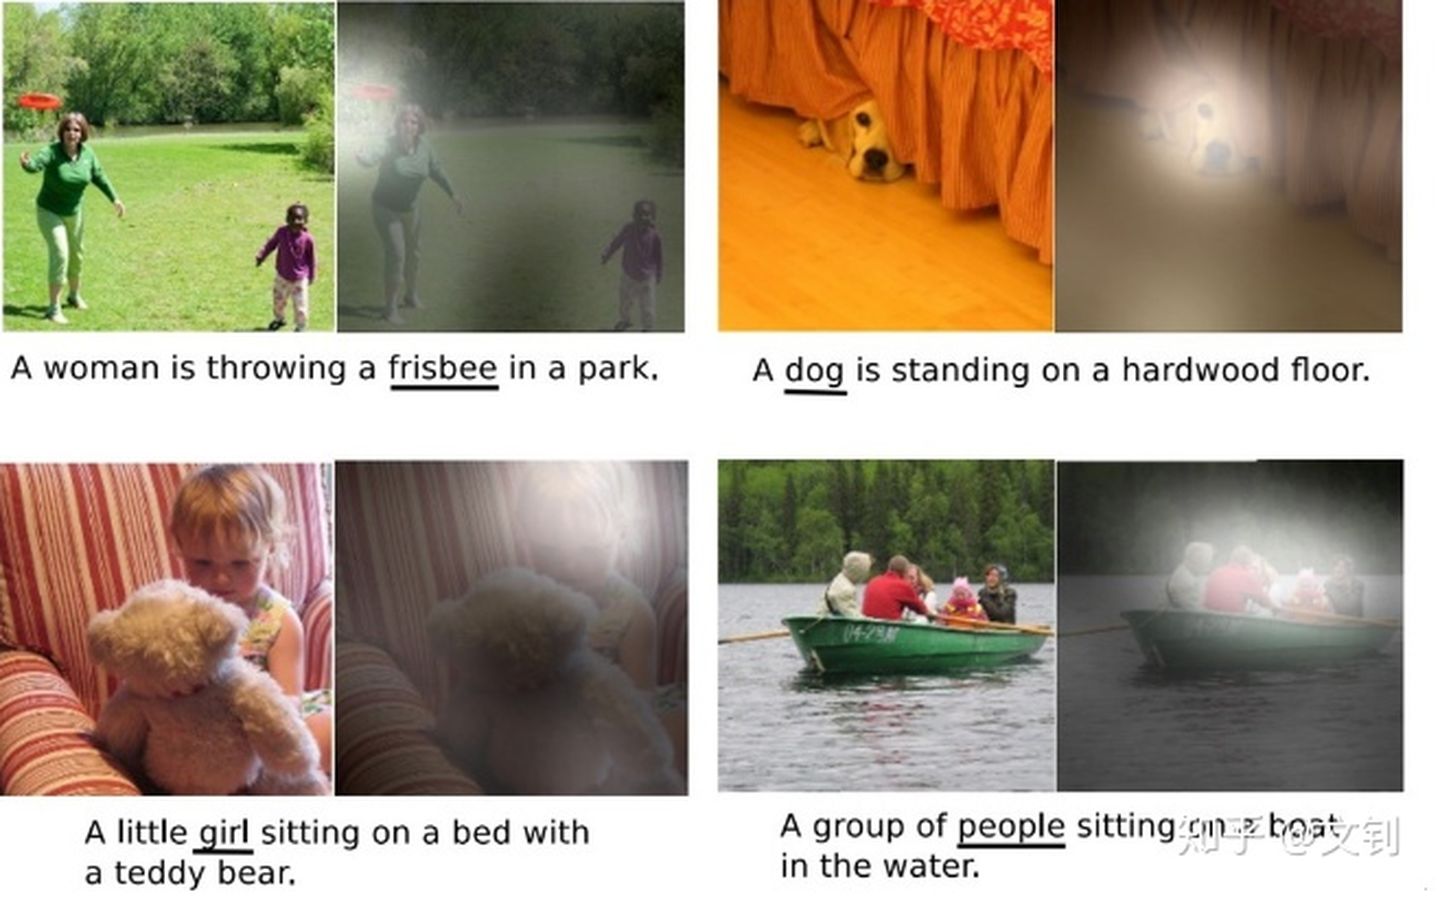 A woman is throwing a frisbee in a park.
A dog is standing on a hardwood floor.
A little girl sitting on a bed with
a teddy bear.
A group of people sitting on a boat
in the water.
知乎 @文钊